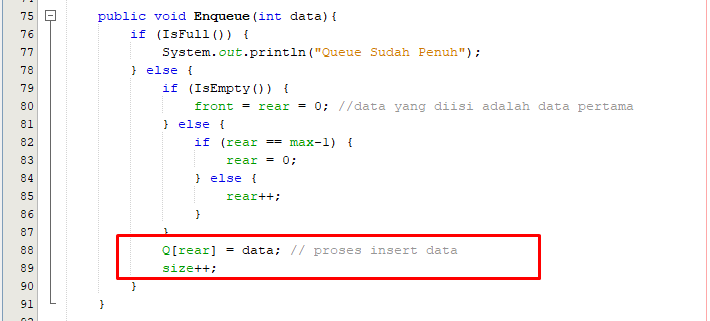 75 public void Enqueue(int data){
76 if (IsFull()) {
77 System.out.println("Queue Sudah Penuh");
78 } else {
79 if (IsEmpty()) {
80 front = rear = 0; //data yang diisi adalah data pertama
81 } else {
82 if (rear == max-1) {
83 rear = 0;
84 } else {
85 rear++;
86 }
87 }
88 Q[rear] = data; // proses insert data
89 size++;
90 }
91 }